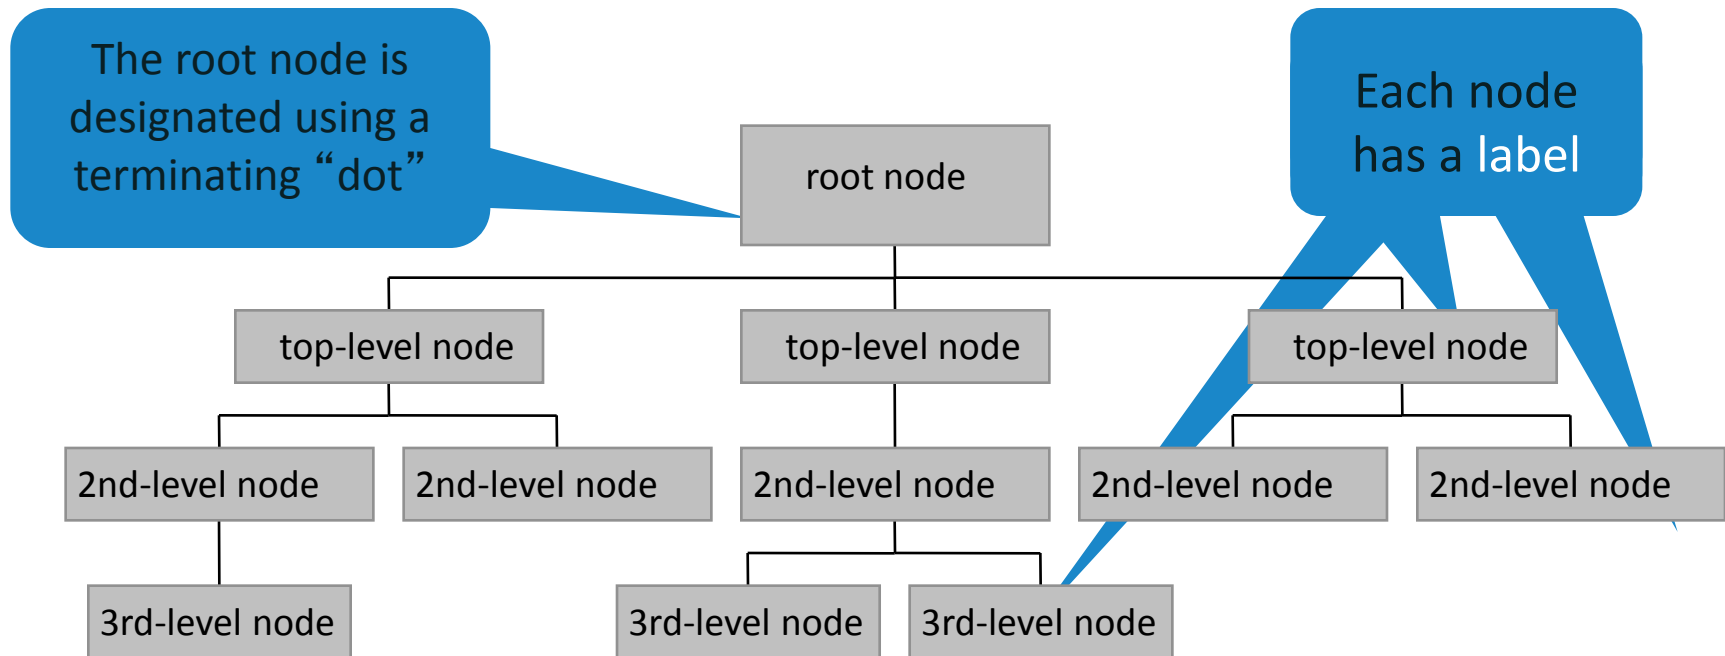 The root node is
designated using a
terminating “dot”
Each node
has a label
root node
top-level node
top-level node
top-level node
2nd-level node
2nd-level node
2nd-level node
2nd-level node
2nd-level node
3rd-level node
3rd-level node
3rd-level node